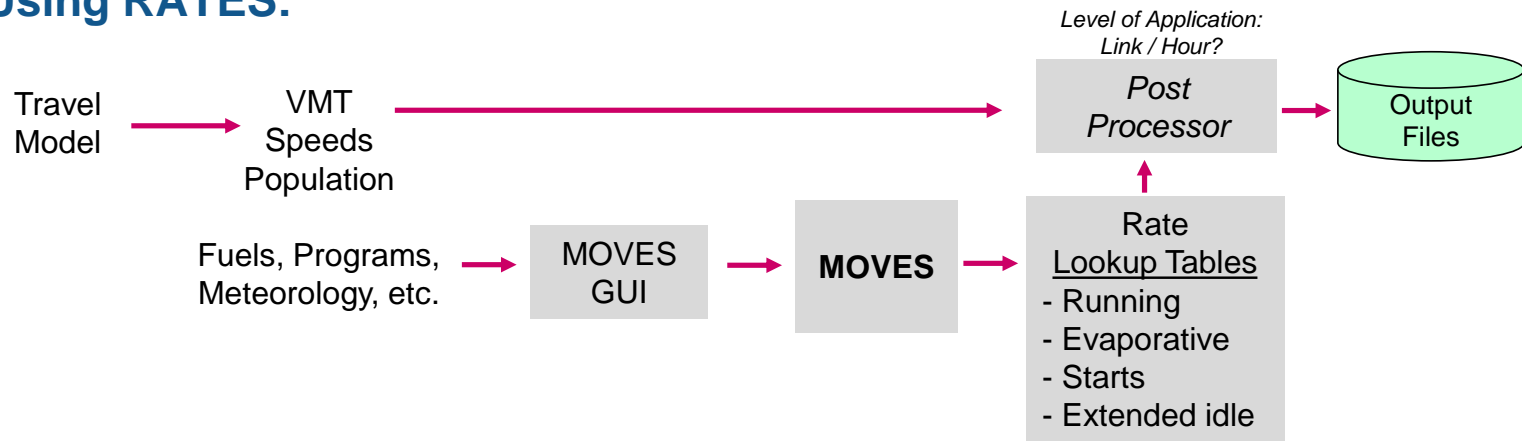 Using RATES:
Level of Application:
Link / Hour?
Travel
Model
VMT
Speeds
Population
Post
Processor
Output
Files
Fuels, Programs,
Meteorology, etc.
MOVES
GUI
MOVES
Rate
Lookup Tables
- Running
- Evaporative
- Starts
- Extended idle